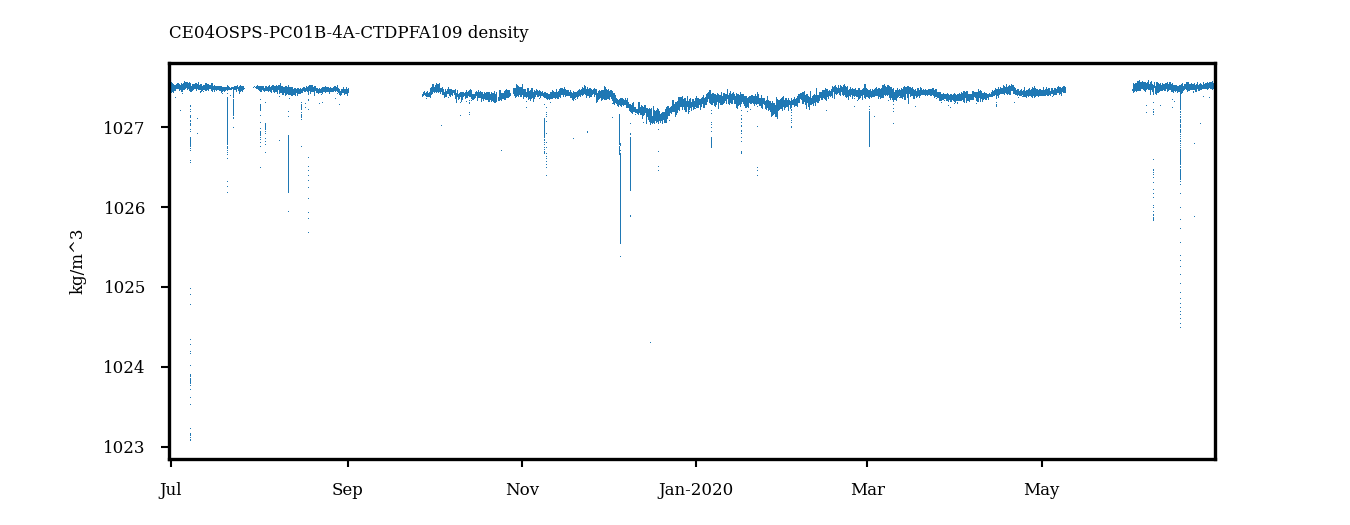 CE04OSPS-PC01B-4A-CTDPFA109 density
kg/m^3
1027
1026
1025
1024
1023
Jul Sep Nov Jan-2020 Mar May